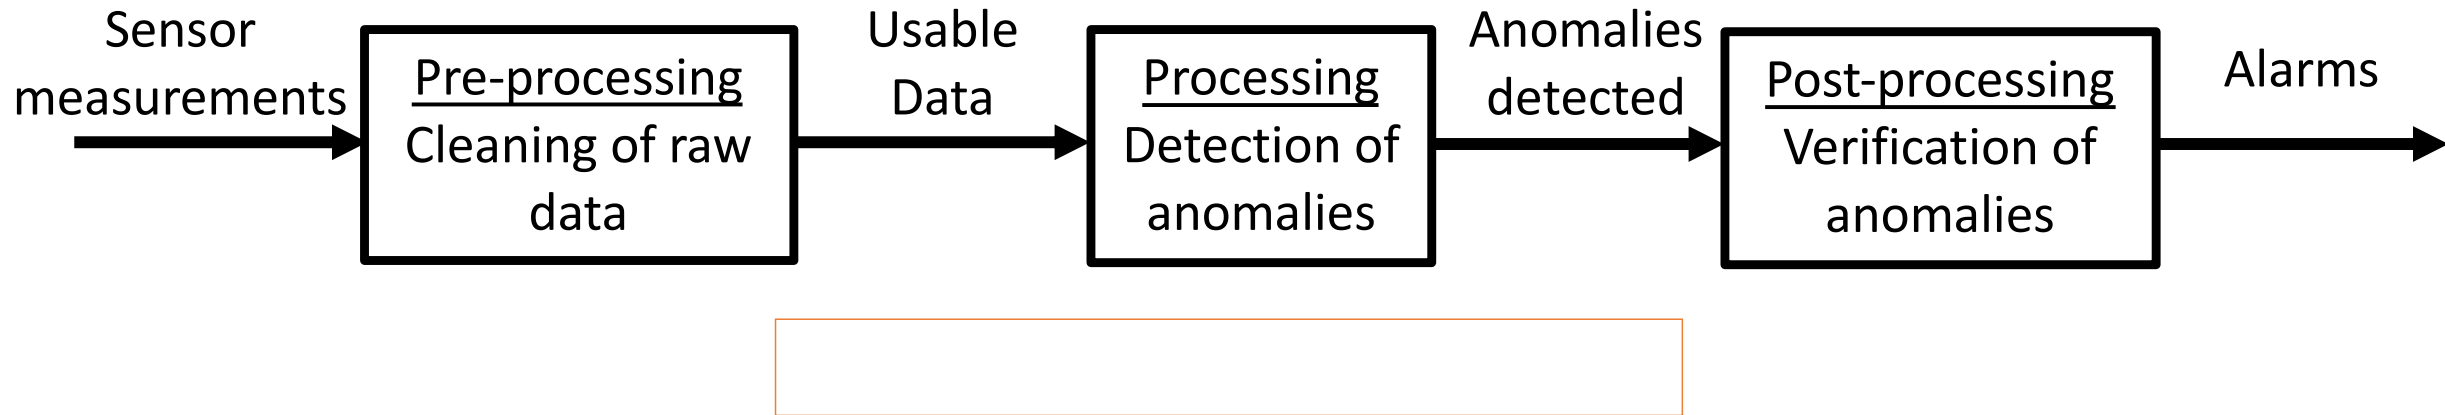 Sensor
measurements
Pre-processing
Cleaning of raw
data
Usable
Data
Processing
Detection of
anomalies
Anomalies
detected
Post-processing
Verification of
anomalies
Alarms